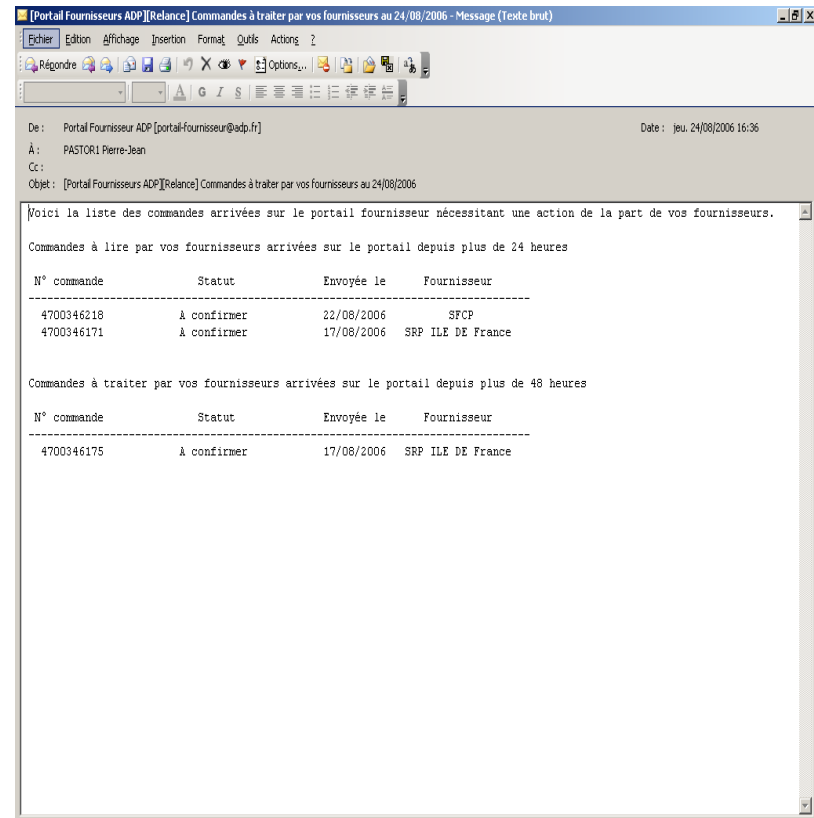 [Portail Fournisseurs ADP][Relance] Commandes à traiter par vos fournisseurs au 24/08/2006 - Message (Texte brut)
Fichier Edition Affichage Insertion Format Outils Actions ?
Répondre Options...
A G I S
De : Portail Fournisseur ADP [portail-fournisseur@adp.fr] Date : jeu. 24/08/2006 16:36
À : PASTOR1 Pierre-Jean
Cc :
Objet : [Portail Fournisseurs ADP][Relance] Commandes à traiter par vos fournisseurs au 24/08/2006
Voici la liste des commandes arrivées sur le portail fournisseur nécessitant une action de la part de vos fournisseurs.
Commandes à lire par vos fournisseurs arrivées sur le portail depuis plus de 24 heures
N° commande Statut Envoyée le Fournisseur
--------------------------------------------------------------------------------
4700346218 A confirmer 22/08/2006 SFCP
4700346171 A confirmer 17/08/2006 SRP ILE DE France
Commandes à traiter par vos fournisseurs arrivées sur le portail depuis plus de 48 heures
N° commande Statut Envoyée le Fournisseur
--------------------------------------------------------------------------------
4700346175 A confirmer 17/08/2006 SRP ILE DE France